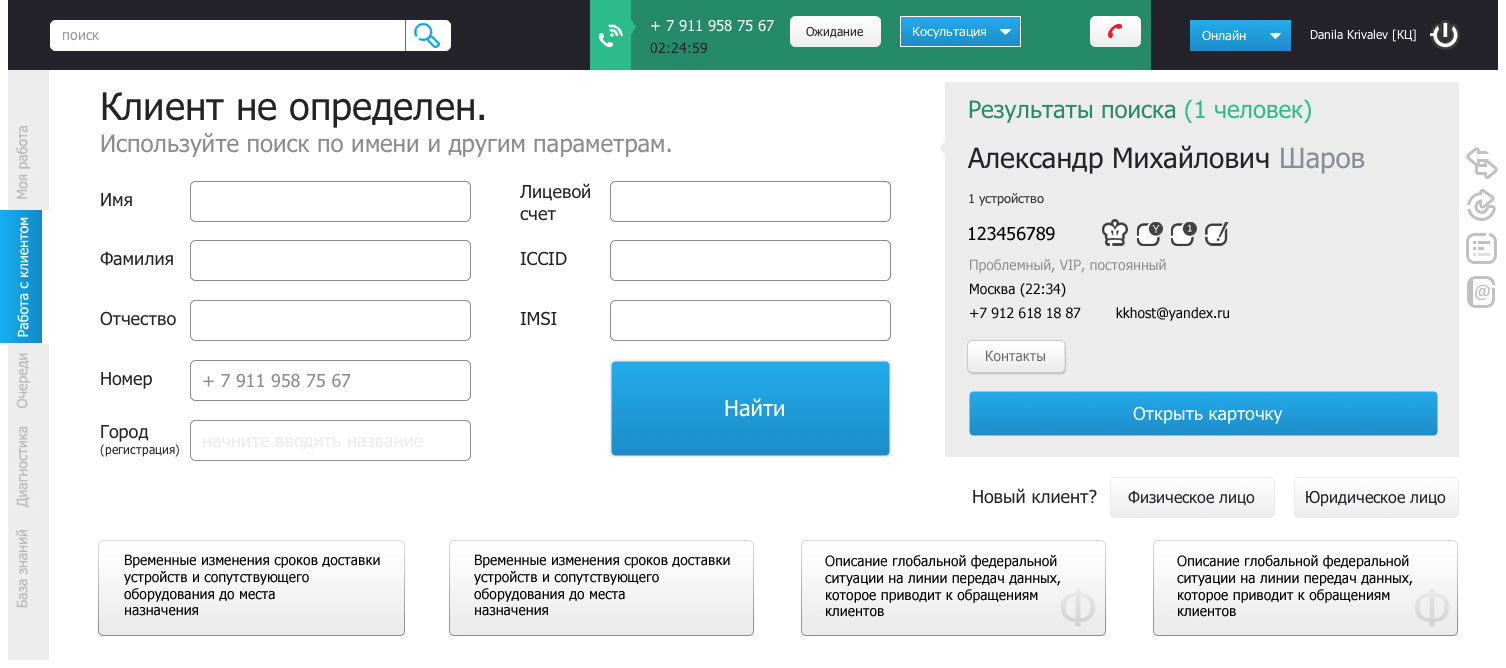 поиск
+ 7 911 958 75 67
02:24:59
Ожидание
Косультация
Онлайн
Danila Krivalev [КЦ]
Моя работа
Работа с клиентом
Очереди
Диагностика
База знаний
Клиент не определен.
Используйте поиск по имени и другим параметрам.
Имя
Фамилия
Отчество
Номер
+ 7 911 958 75 67
Город
(регистрация)
начните вводить название
Лицевой
счет
ICCID
IMSI
Найти
Результаты поиска (1 человек)
Александр Михайлович Шаров
1 устройство
123456789
Y
1
Проблемный, VIP, постоянный
Москва (22:34)
+7 912 618 18 87 kkhost@yandex.ru
Контакты
Открыть карточку
@
Новый клиент?
Физическое лицо
Юридическое лицо
Временные изменения сроков доставки
устройств и сопутствующего
оборудования до места
назначения
Временные изменения сроков доставки
устройств и сопутствующего
оборудования до места
назначения
Описание глобальной федеральной
ситуации на линии передач данных,
которое приводит к обращениям
клиентов
Ф
Описание глобальной федеральной
ситуации на линии передач данных,
которое приводит к обращениям
клиентов
Ф